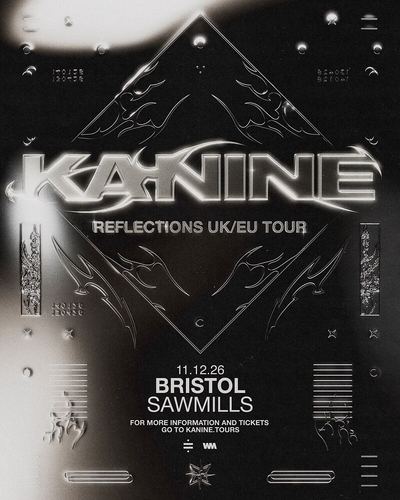 KANINE
REFLECTIONS UK/EU TOUR
11.12.26
BRISTOL
SAWMILLS
FOR MORE INFORMATION AND TICKETS
GO TO KANINE.TOURS